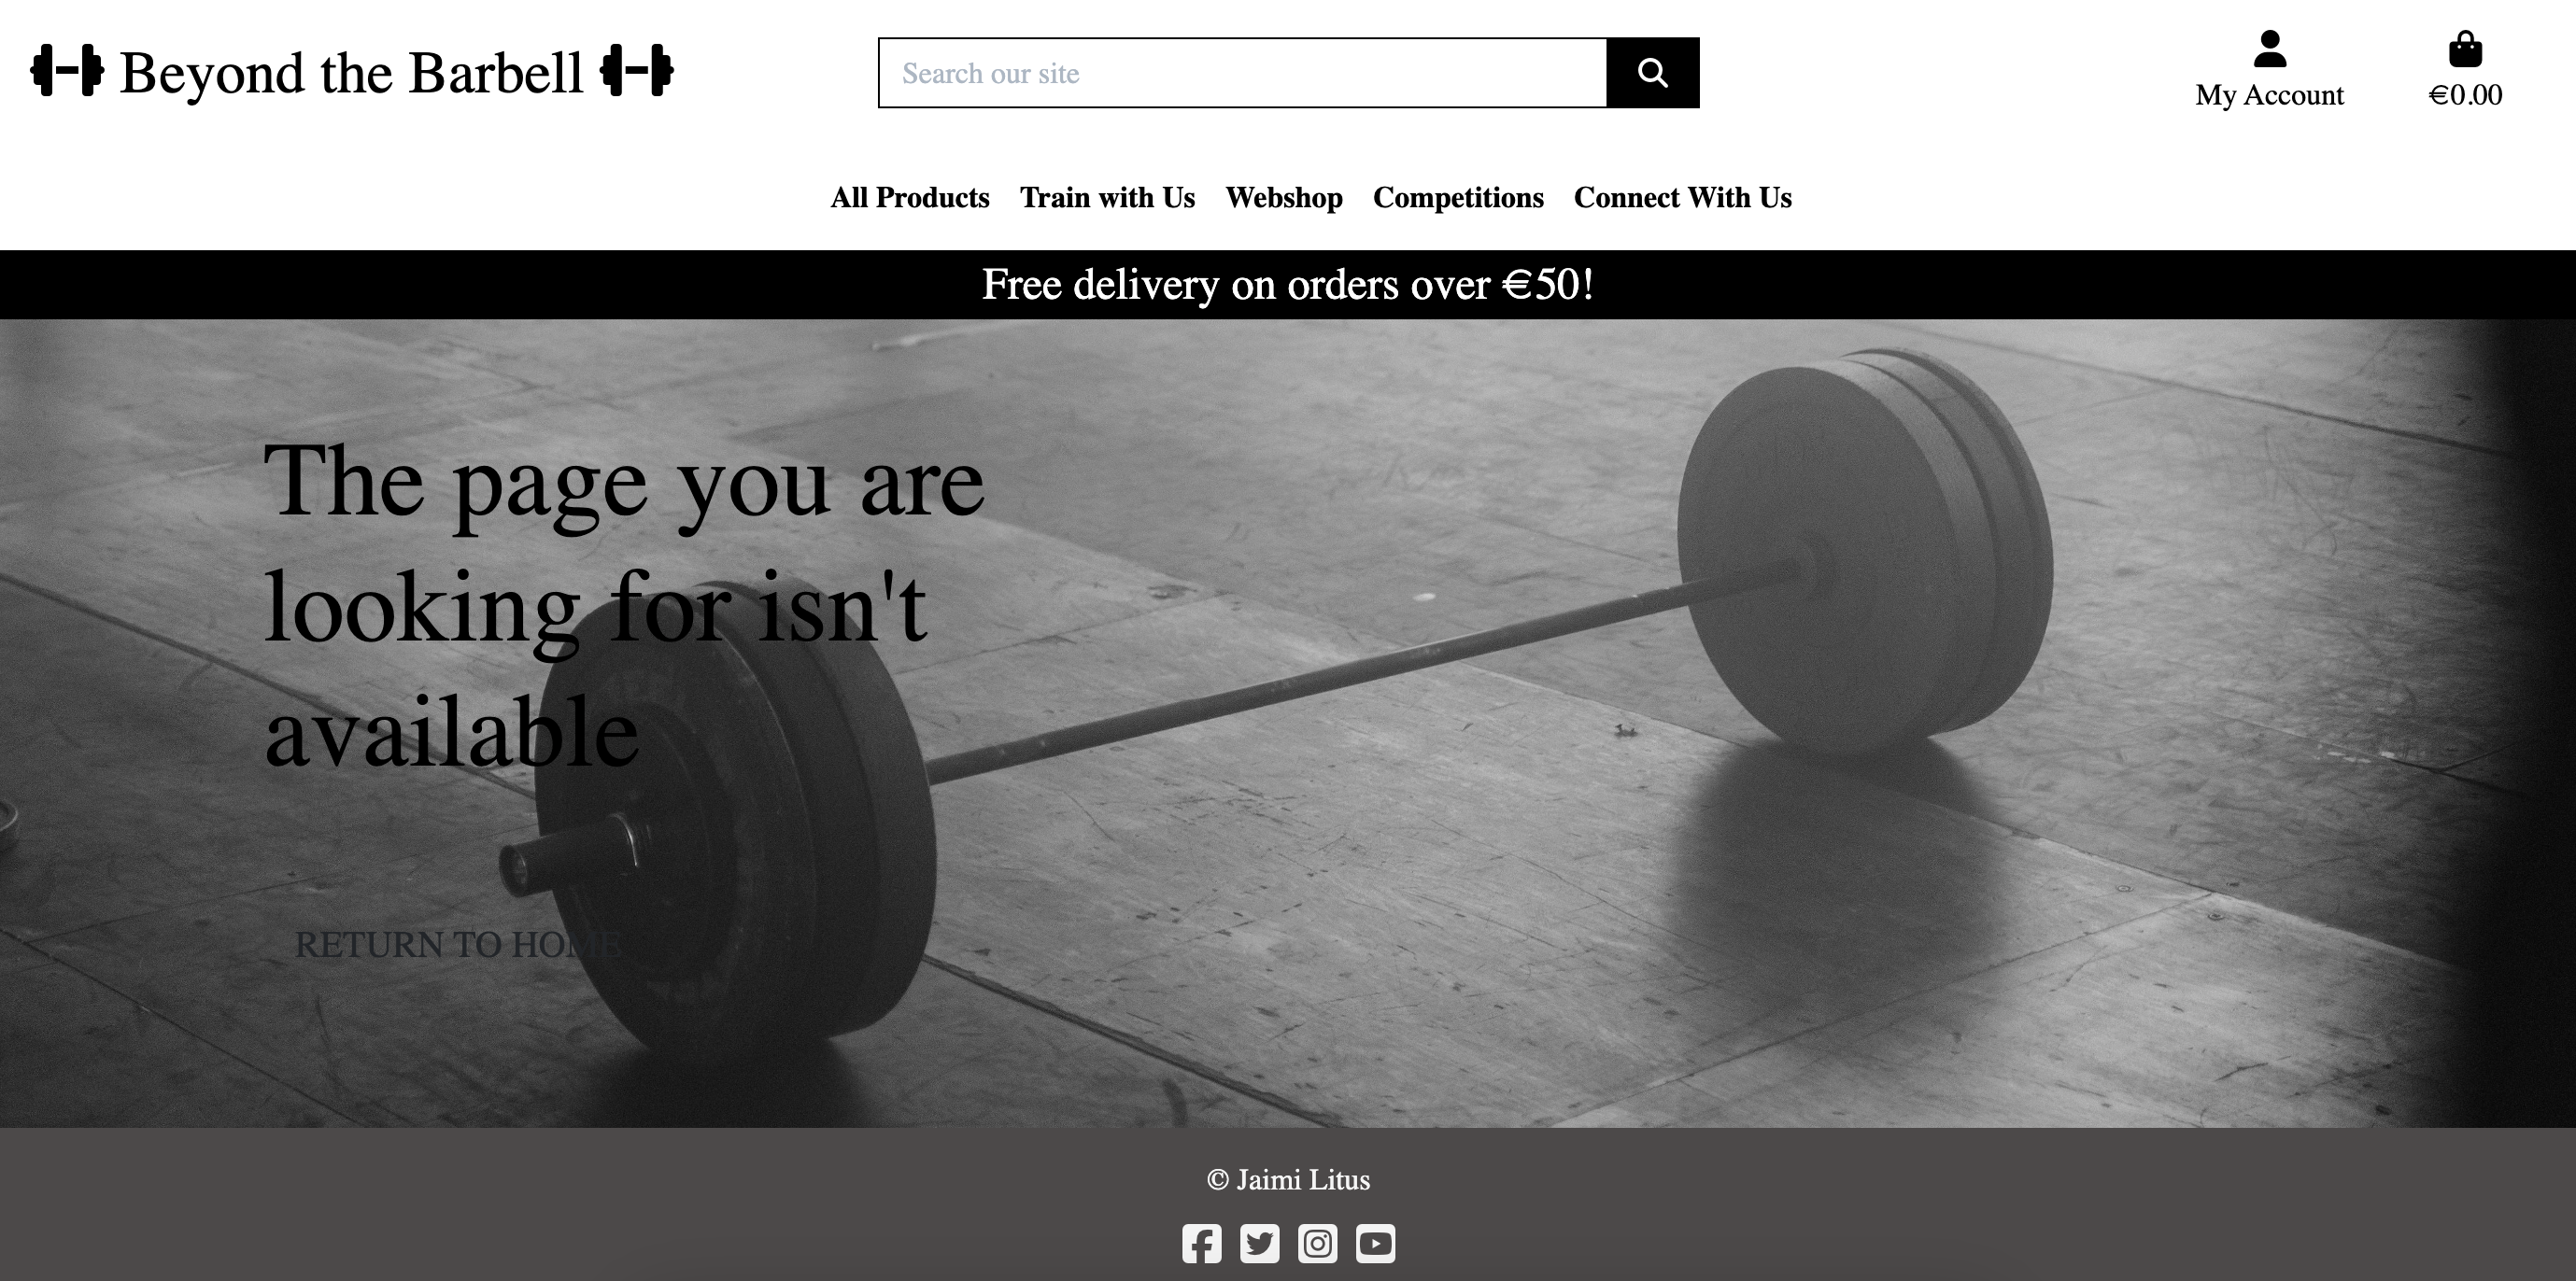 Beyond the Barbell
Search our site
My Account
€0.00
All Products Train with Us Webshop Competitions Connect With Us
Free delivery on orders over €50!
The page you are
looking for isn't
available
RETURN TO HOME
© Jaimi Litus